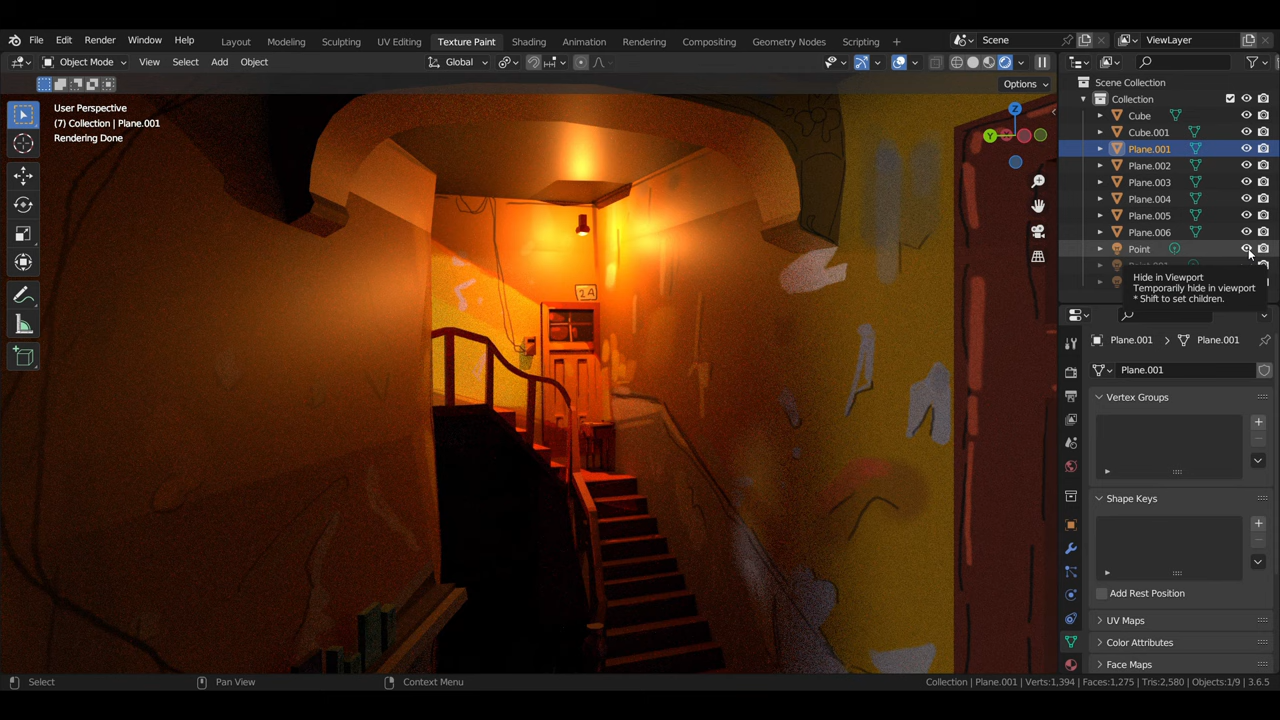 File Edit Render Window Help
Layout Modeling Sculpting UV Editing Texture Paint Shading Animation Rendering Compositing Geometry Nodes Scripting +
Scene
ViewLayer
Object Mode View Select Add Object
Global
Options
User Perspective
(7) Collection | Plane.001
Rendering Done
Z
Y
2A
Scene Collection
Collection
Cube
Cube.001
Plane.001
Plane.002
Plane.003
Plane.004
Plane.005
Plane.006
Point
Hide in Viewport
Temporarily hide in viewport
* Shift to set children.
Plane.001 > Plane.001
Plane.001
Vertex Groups
Shape Keys
Add Rest Position
UV Maps
Color Attributes
Face Maps
Select
Pan View
Context Menu
Collection | Plane.001 | Verts:1,394 | Faces:1,275 | Tris:2,580 | Objects:1/9 | 3.6.5